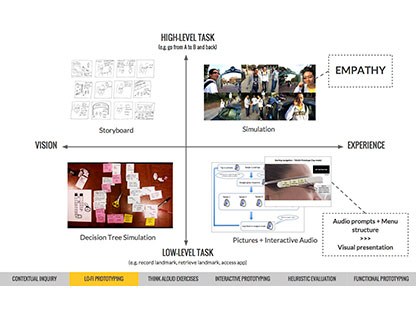 HIGH-LEVEL TASK
(e.g. go from A to B and back)
EMPATHY
Storyboard
Simulation
VISION
EXPERIENCE
Decision Tree Simulation
Pictures + Interactive Audio
Audio prompts + Menu
structure
>>>
Visual presentation
LOW-LEVEL TASK
(e.g. record landmark, retrieve landmark, access app)
CONTEXTUAL INQUIRY
LO-FI PROTOTYPING
THINK ALOUD EXERCISES
INTERACTIVE PROTOTYPING
HEURISTIC EVALUATION
FUNCTIONAL PROTOTYPING